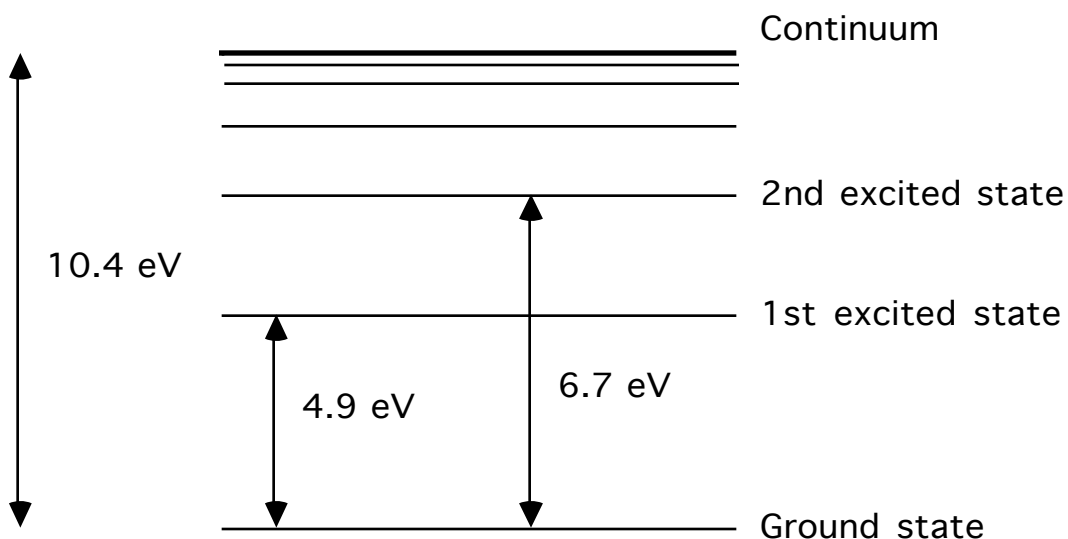 Continuum
2nd excited state
10.4 eV
1st excited state
6.7 eV
4.9 eV
Ground state